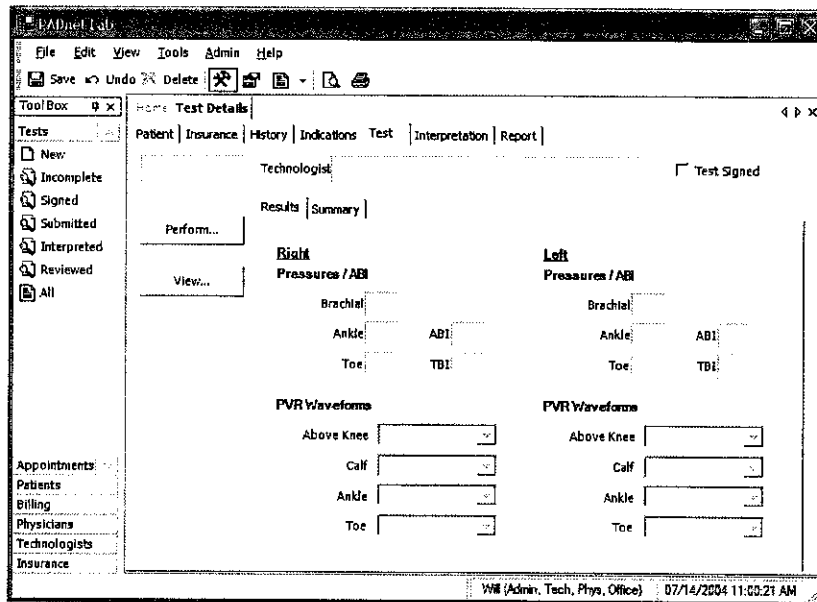 PADnet Lab
File Edit View Tools Admin Help
Save Undo Delete
ToolBox
Home Test Details
Tests
Patient Insurance History Indications Test Interpretation Report
New
Incomplete
Signed
Submitted
Interpreted
Reviewed
All
Technologist
Test Signed
Perform...
View...
Results Summary
Right
Pressures / ABI
Brachial
Ankle ABI
Toe TBI
PVR Waveforms
Above Knee
Calf
Ankle
Toe
Left
Pressures / ABI
Brachial
Ankle ABI
Toe TBI
PVR Waveforms
Above Knee
Calf
Ankle
Toe
Appointments
Patients
Billing
Physicians
Technologists
Insurance
Will (Admin, Tech, Phys, Office) 07/14/2004 11:00:21 AM